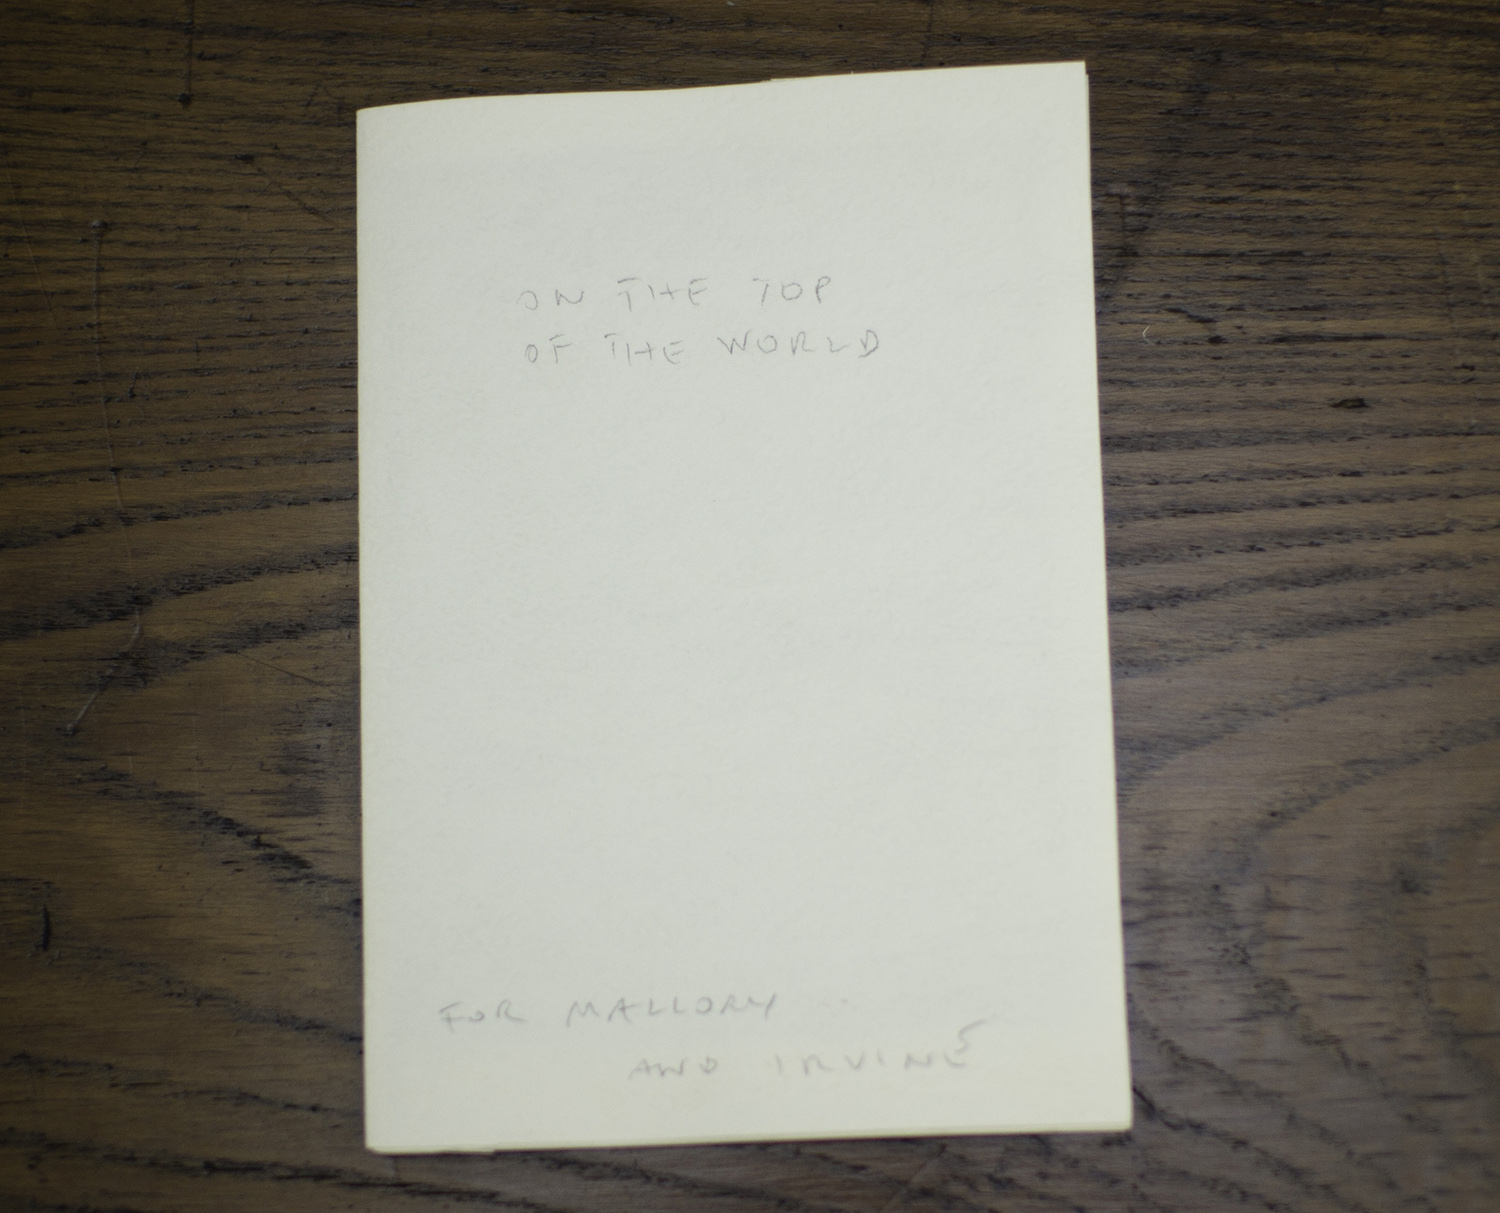 ON THE TOP
OF THE WORLD
FOR MALLORY
AND IRVINE